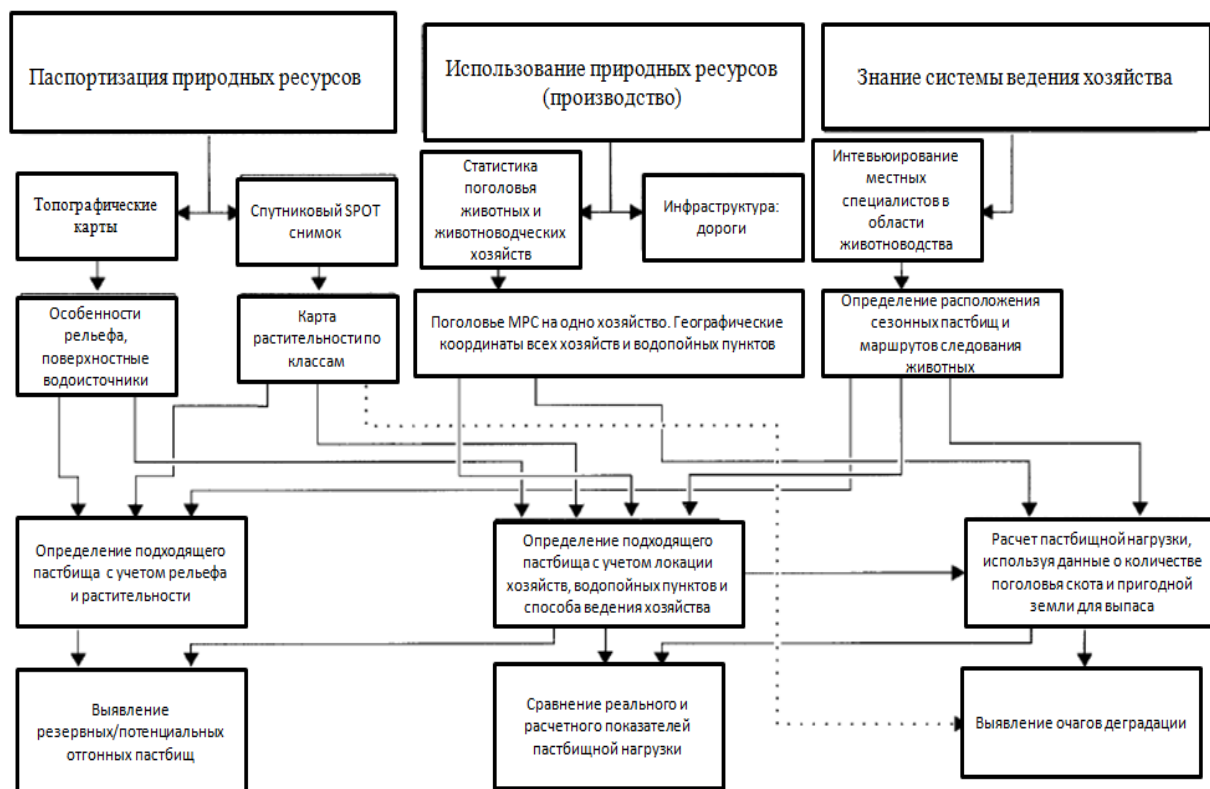 Паспортизация природных ресурсов
Использование природных ресурсов
(производство)
Знание системы ведения хозяйства
Топографические
карты
Спутниковый SPOT
снимок
Статистика
поголовья
животных и
животноводческих
хозяйств
Инфраструктура:
дороги
Интевьюирование
местных
специалистов в
области
животноводства
Особенности
рельефа,
поверхностные
водоисточники
Карта
растительности по
классам
Поголовье МРС на одно хозяйство. Географические
координаты всех хозяйств и водопойных пунктов
Определение расположения
сезонных пастбищ и
маршрутов следования
животных
Определение подходящего
пастбища с учетом рельефа
и растительности
Определение подходящего
пастбища с учетом локации
хозяйств, водопойных пунктов и
способа ведения хозяйства
Расчет пастбищной нагрузки,
используя данные о количестве
поголовья скота и пригодной
земли для выпаса
Выявление
резервных/потенциальных
отгонных пастбищ
Сравнение реального и
расчетного показателей
пастбищной нагрузки
Выявление очагов деградации